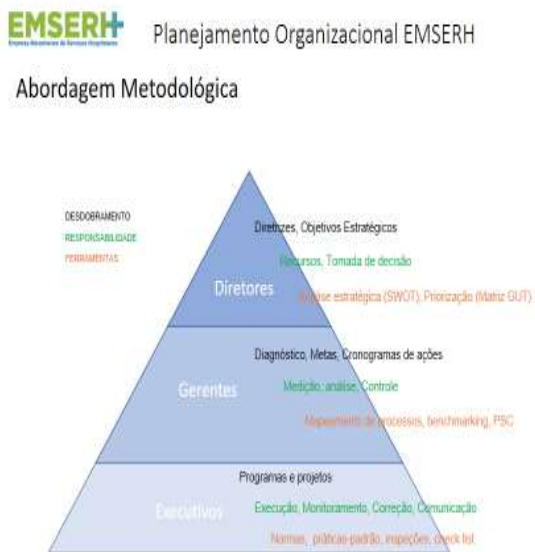 EMSERH
Empresa Maranhense de Serviços Hospitalares
Planejamento Organizacional EMSERH
Abordagem Metodológica
DESDOBRAMENTO
RESPONSABILIDADE
FERRAMENTAS
Diretrizes, Objetivos Estratégicos
Recursos, Tomada de decisão
Diretores
Análise estratégica (SWOT), Priorização (Matriz GUT)
Diagnóstico, Metas, Cronogramas de ações
Gerentes
Medição, análise, Controle
Mapeamento de processos, benchmarking, PSC
Programas e projetos
Executivos
Execução, Monitoramento, Correção, Comunicação
Normas, práticas-padrão, inspeções, check list